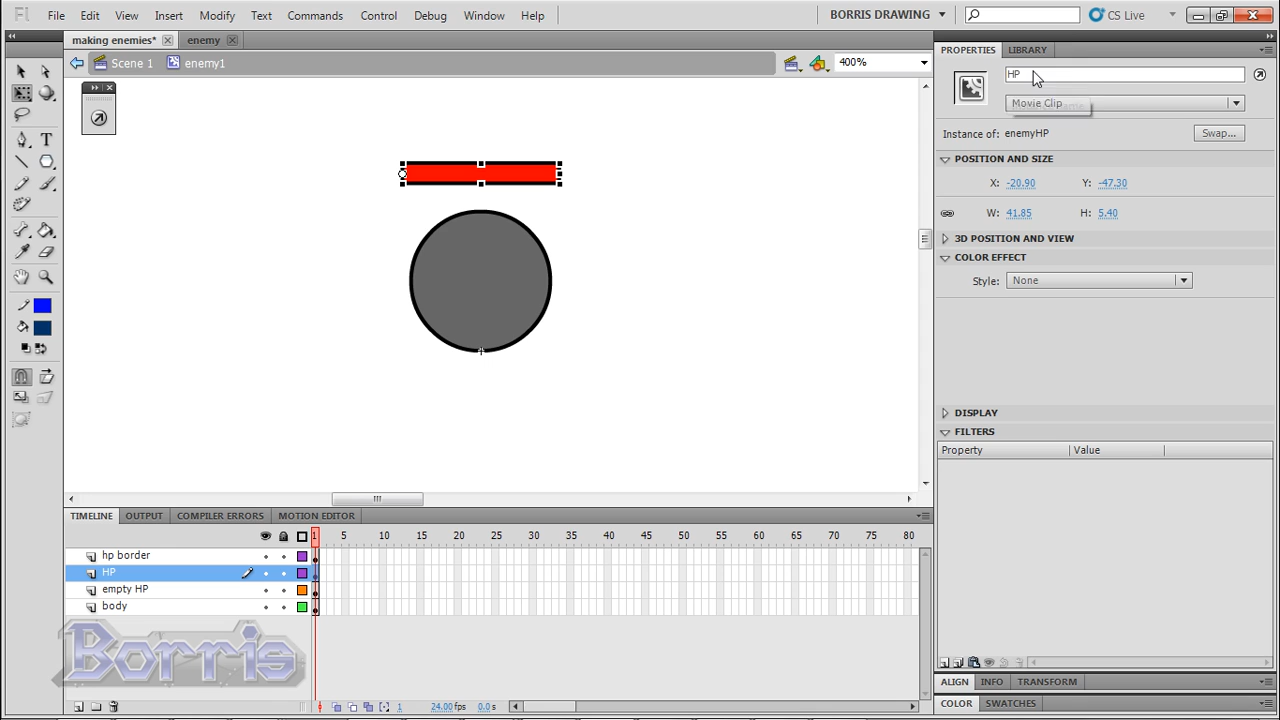 Fl File Edit View Insert Modify Text Commands Control Debug Window Help BORRIS DRAWING CS Live
making enemies* enemy
Scene 1 enemy1 400%
PROPERTIES LIBRARY
HP
Movie Clip
Instance of: enemyHP Swap...
POSITION AND SIZE
X: -20.90 Y: -47.30
W: 41.85 H: 5.40
3D POSITION AND VIEW
COLOR EFFECT
Style: None
DISPLAY
FILTERS
Property Value
TIMELINE OUTPUT COMPILER ERRORS MOTION EDITOR
1 5 10 15 20 25 30 35 40 45 50 55 60 65 70 75 80
hp border
HP
empty HP
body
Borris
1 24.00fps 0.0s
ALIGN INFO TRANSFORM
COLOR SWATCHES